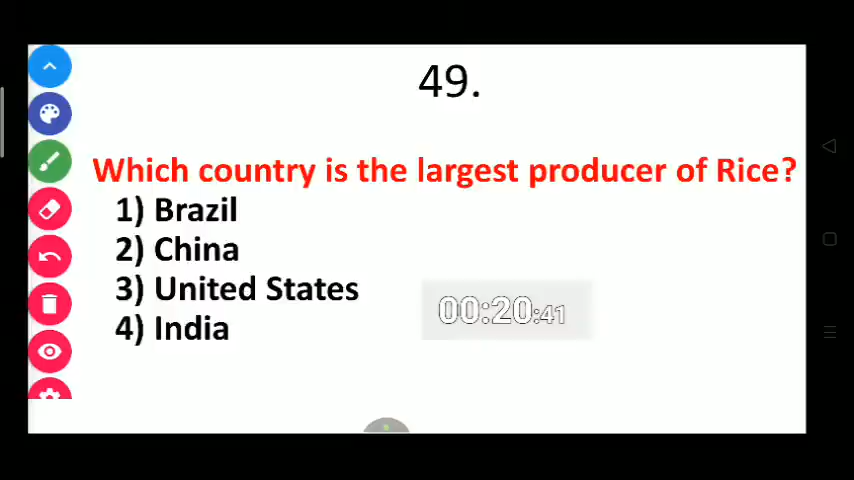 49.
Which country is the largest producer of Rice?
1) Brazil
2) China
3) United States
00:20:41
4) India